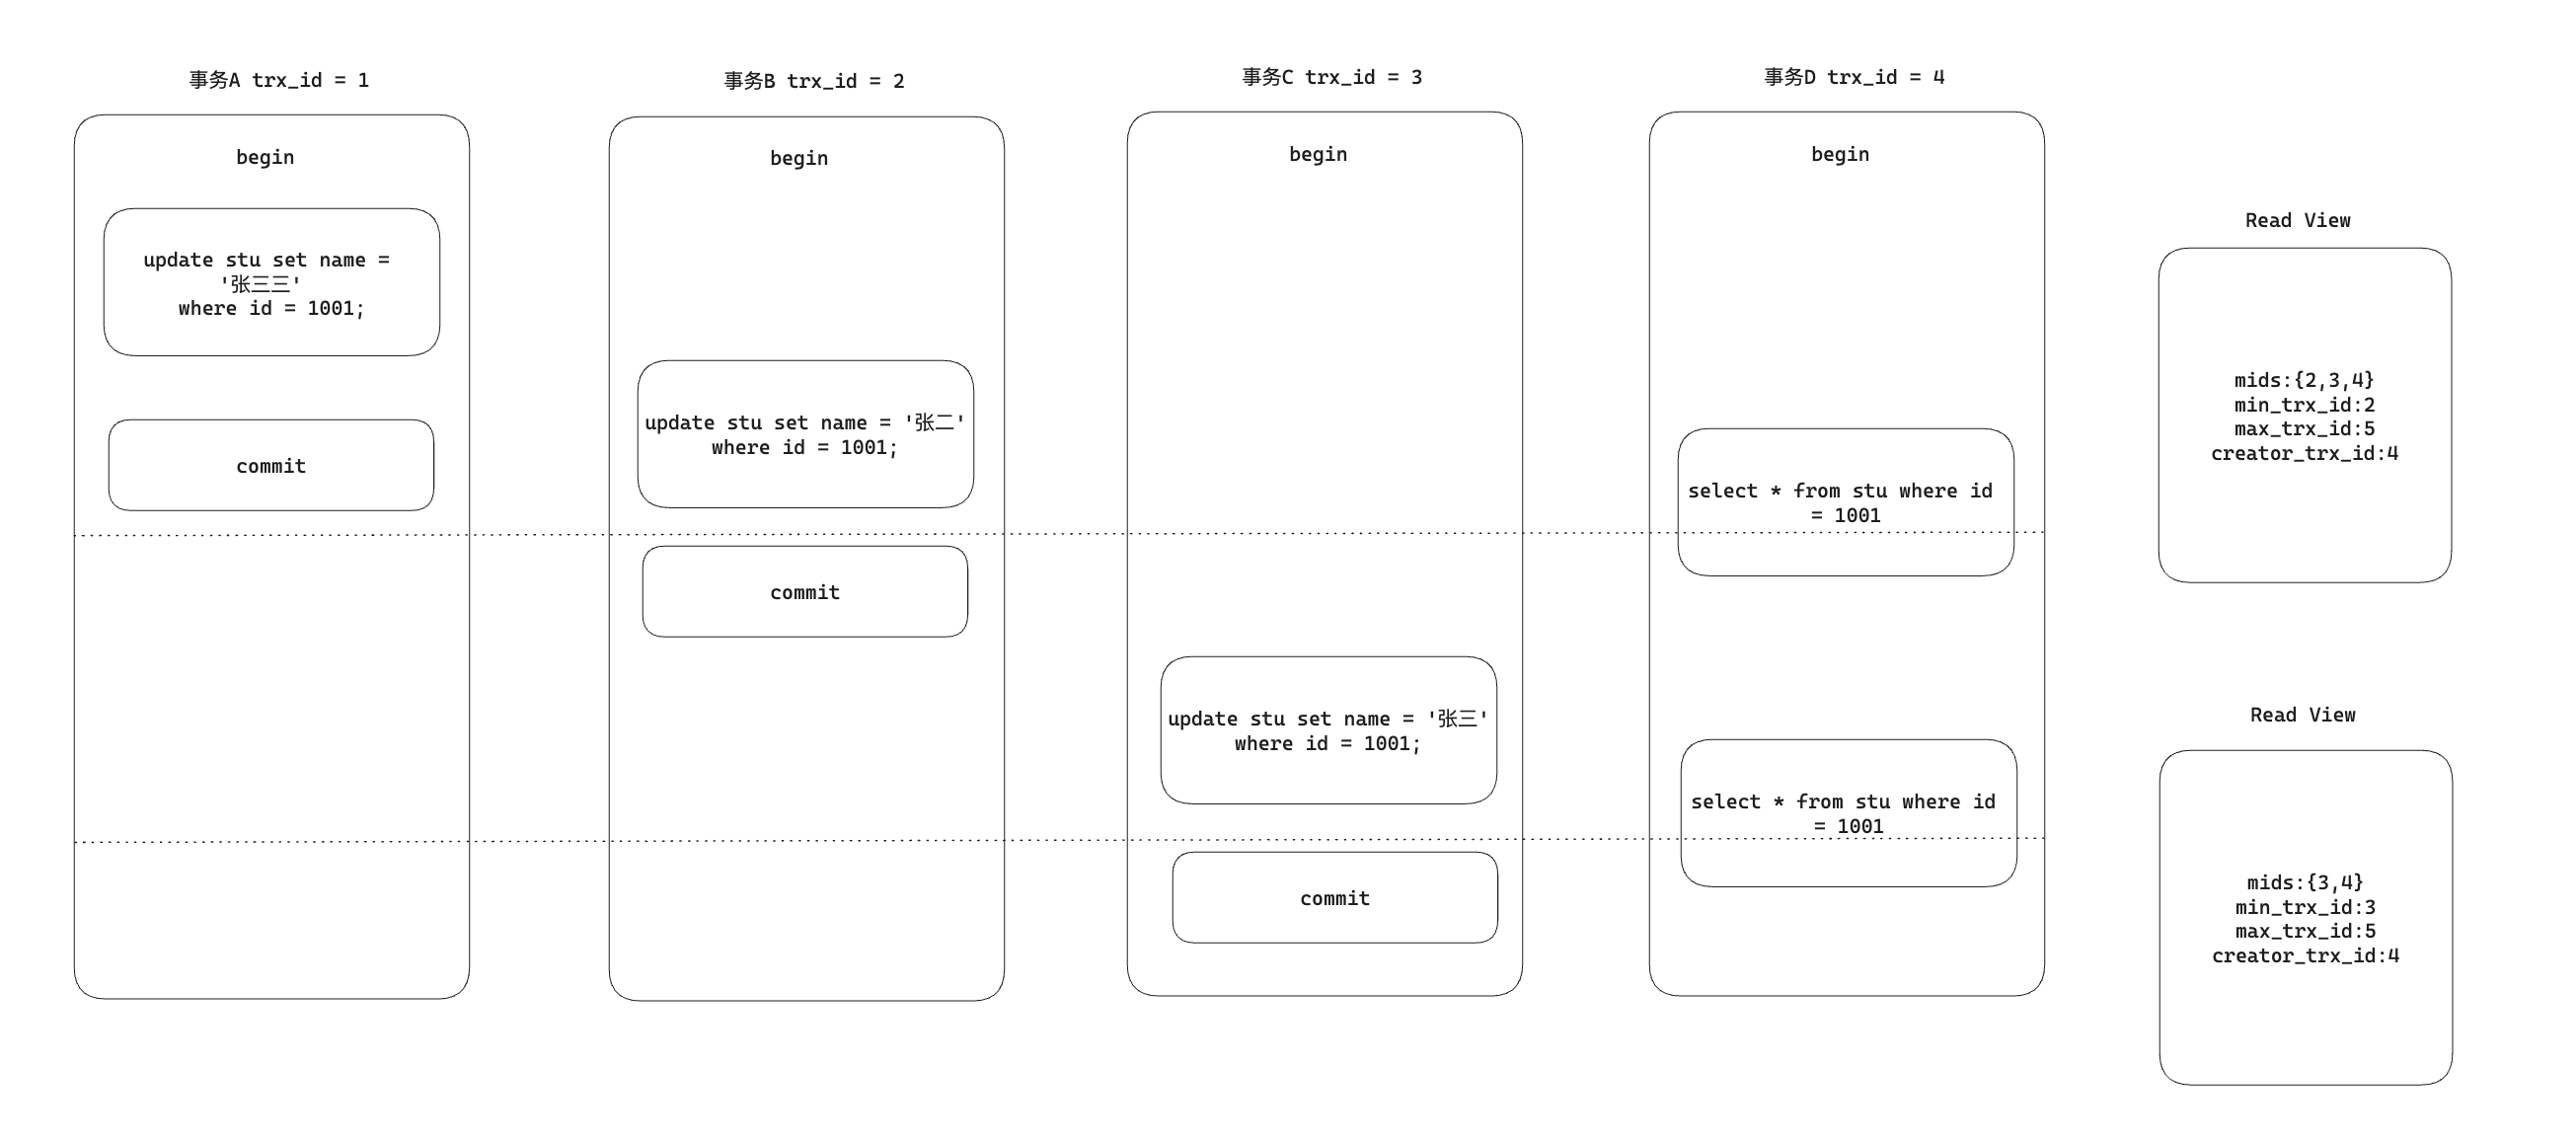 事务A trx_id = 1
begin
update stu set name =
'张三三'
where id = 1001;
commit
事务B trx_id = 2
begin
update stu set name = '张二'
where id = 1001;
commit
事务C trx_id = 3
begin
update stu set name = '张三'
where id = 1001;
commit
事务D trx_id = 4
begin
select * from stu where id
= 1001
select * from stu where id
= 1001
Read View
mids:{2,3,4}
min_trx_id:2
max_trx_id:5
creator_trx_id:4
Read View
mids:{3,4}
min_trx_id:3
max_trx_id:5
creator_trx_id:4